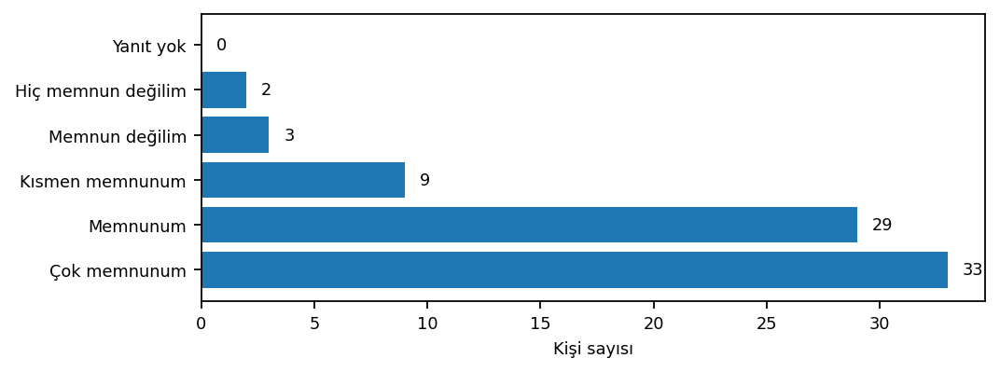 Yanıt yok 0
Hiç memnun değilim 2
Memnun değilim 3
Kısmen memnunum 9
Memnunum 29
Çok memnunum 33
0 5 10 15 20 25 30
Kişi sayısı